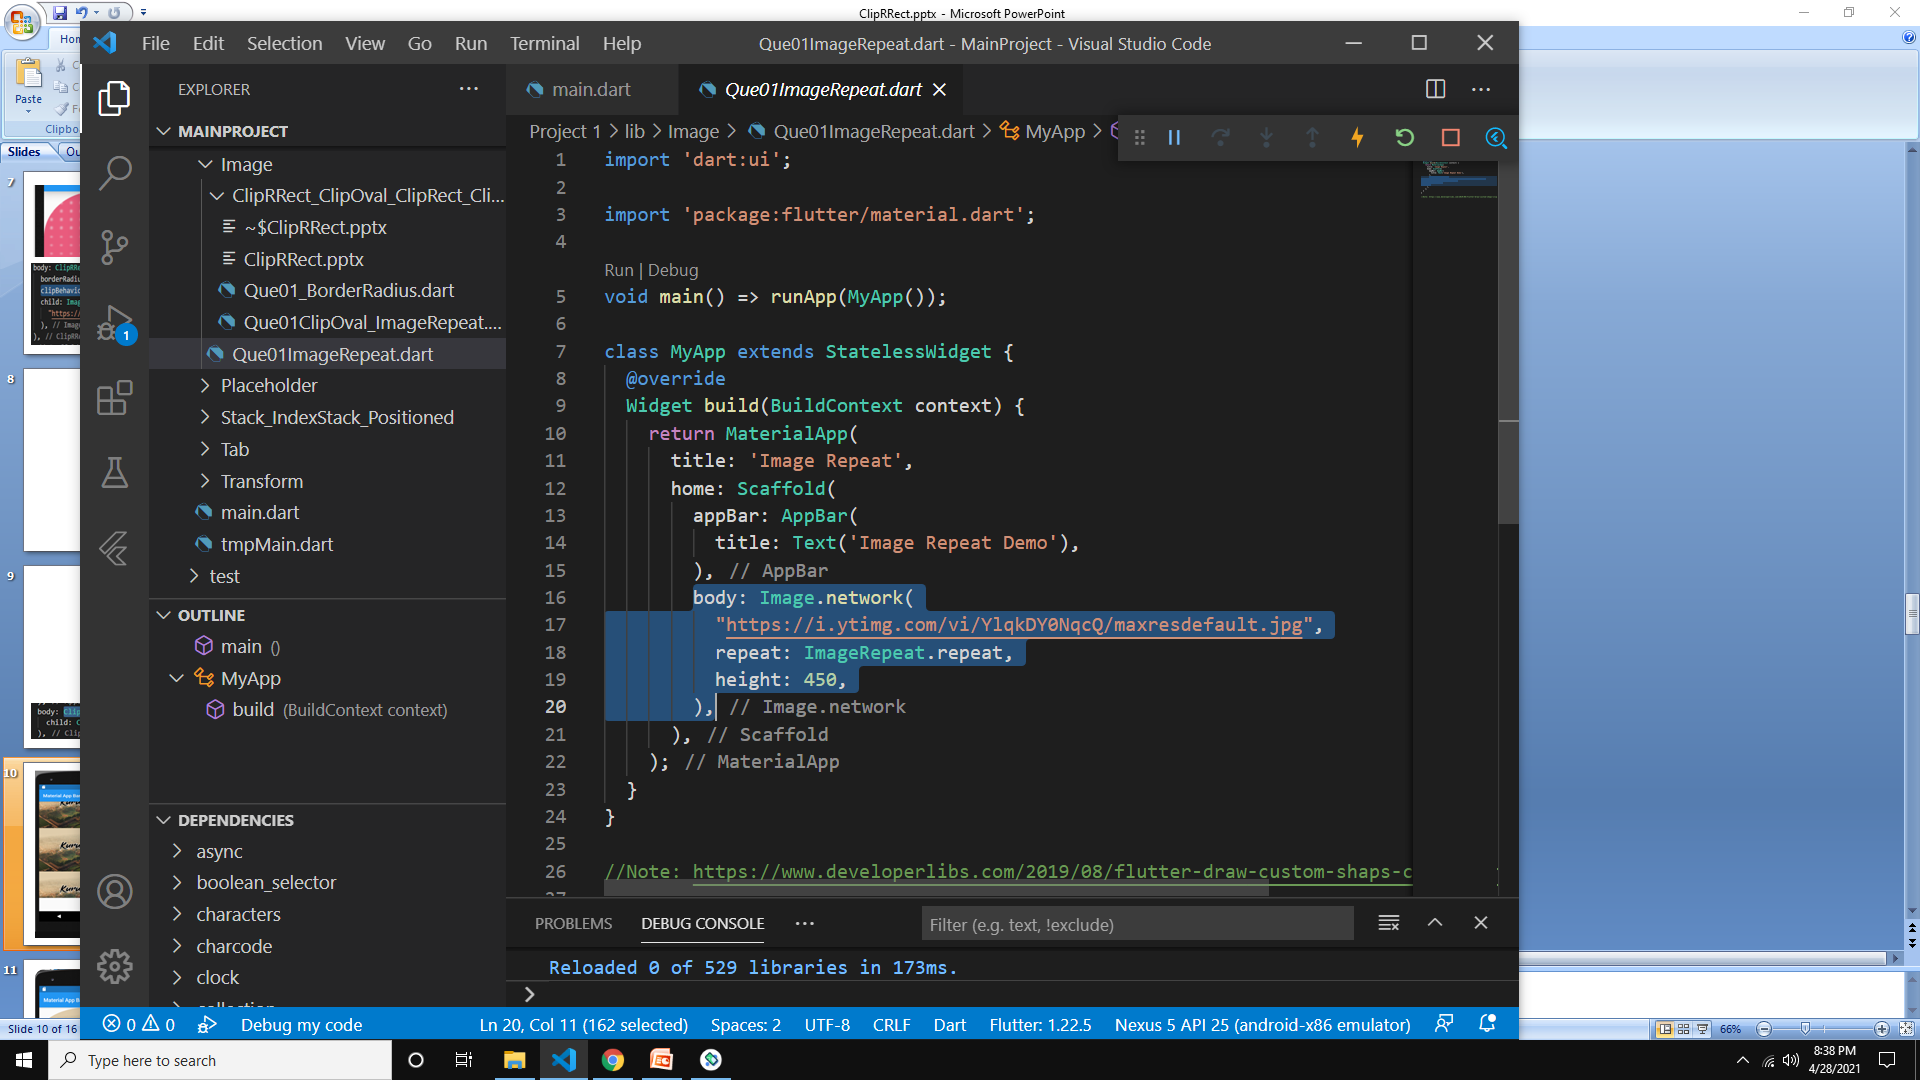 ClipRRect.pptx - Microsoft PowerPoint
Paste
Slides
7
8
9
10
11
Slide 10 of 16
66%
File Edit Selection View Go Run Terminal Help
Que01ImageRepeat.dart - MainProject - Visual Studio Code
EXPLORER
MAINPROJECT
Image
ClipRRect_ClipOval_ClipRect_Cli...
~$ClipRRect.pptx
ClipRRect.pptx
Que01_BorderRadius.dart
Que01ClipOval_ImageRepeat....
Que01ImageRepeat.dart
Placeholder
Stack_IndexStack_Positioned
Tab
Transform
main.dart
tmpMain.dart
test
OUTLINE
main ()
MyApp
build (BuildContext context)
DEPENDENCIES
async
boolean_selector
characters
charcode
clock
1
main.dart
Que01ImageRepeat.dart
Project 1 > lib > Image > Que01ImageRepeat.dart > MyApp >
1 import 'dart:ui';
2
3 import 'package:flutter/material.dart';
4
Run | Debug
5 void main() => runApp(MyApp());
6
7 class MyApp extends StatelessWidget {
8 @override
9 Widget build(BuildContext context) {
10 return MaterialApp(
11 title: 'Image Repeat',
12 home: Scaffold(
13 appBar: AppBar(
14 title: Text('Image Repeat Demo'),
15 ), // AppBar
16 body: Image.network(
17 "https://i.ytimg.com/vi/YlqkDY0NqcQ/maxresdefault.jpg",
18 repeat: ImageRepeat.repeat,
19 height: 450,
20 ), // Image.network
21 ), // Scaffold
22 ); // MaterialApp
23 }
24 }
25
26 //Note: https://www.developerlibs.com/2019/08/flutter-draw-custom-shaps-c
PROBLEMS DEBUG CONSOLE
Filter (e.g. text, !exclude)
Reloaded 0 of 529 libraries in 173ms.
0 0 Debug my code
Ln 20, Col 11 (162 selected) Spaces: 2 UTF-8 CRLF Dart Flutter: 1.22.5 Nexus 5 API 25 (android-x86 emulator)
Type here to search
8:38 PM
4/28/2021